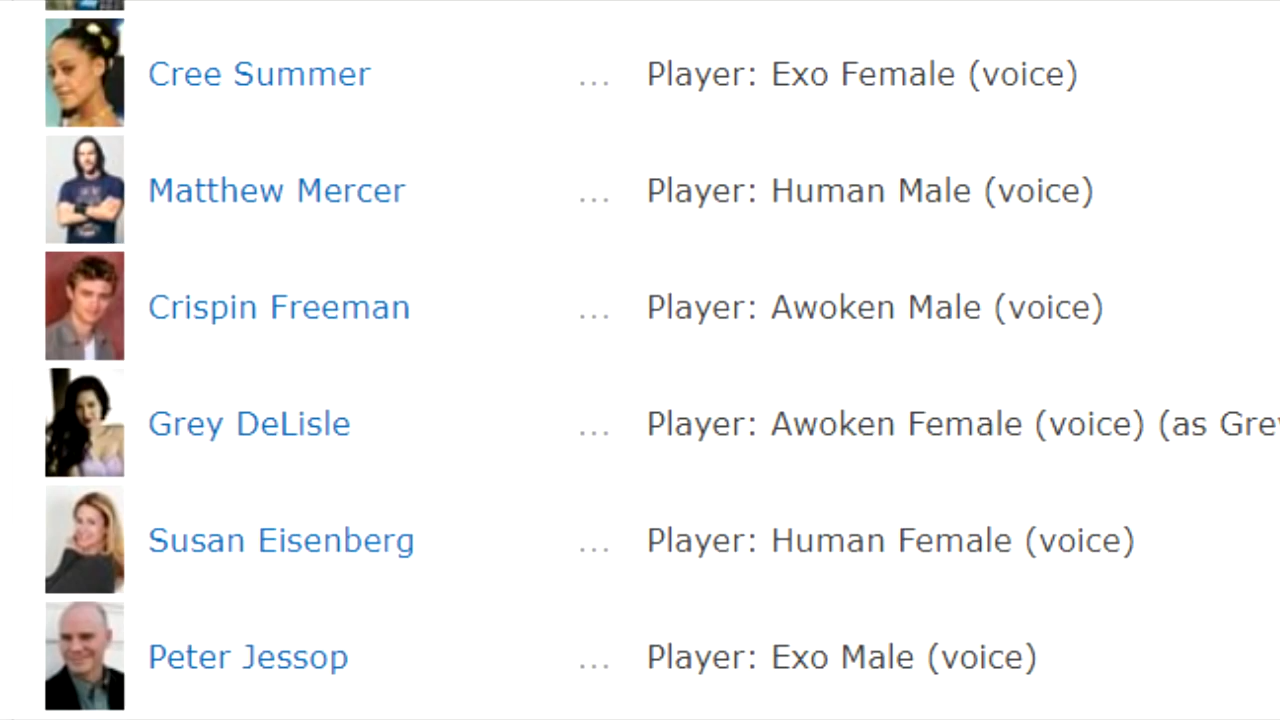 Cree Summer ... Player: Exo Female (voice)
Matthew Mercer ... Player: Human Male (voice)
Crispin Freeman ... Player: Awoken Male (voice)
Grey DeLisle ... Player: Awoken Female (voice) (as Grey
Susan Eisenberg ... Player: Human Female (voice)
Peter Jessop ... Player: Exo Male (voice)